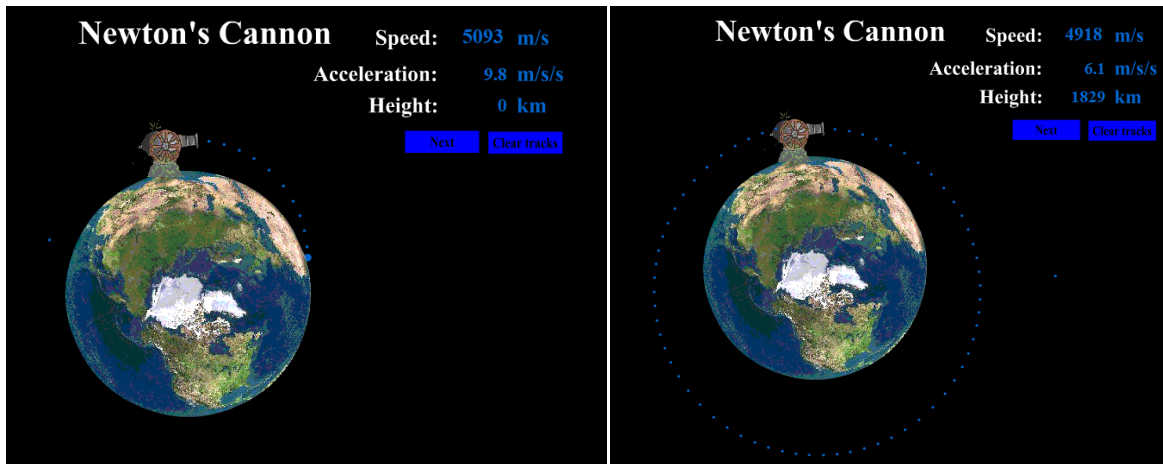 Newton's Cannon
Speed: 5093 m/s
Acceleration: 9.8 m/s/s
Height: 0 km
Next Clear tracks
Newton's Cannon
Speed: 4918 m/s
Acceleration: 6.1 m/s/s
Height: 1829 km
Next Clear tracks